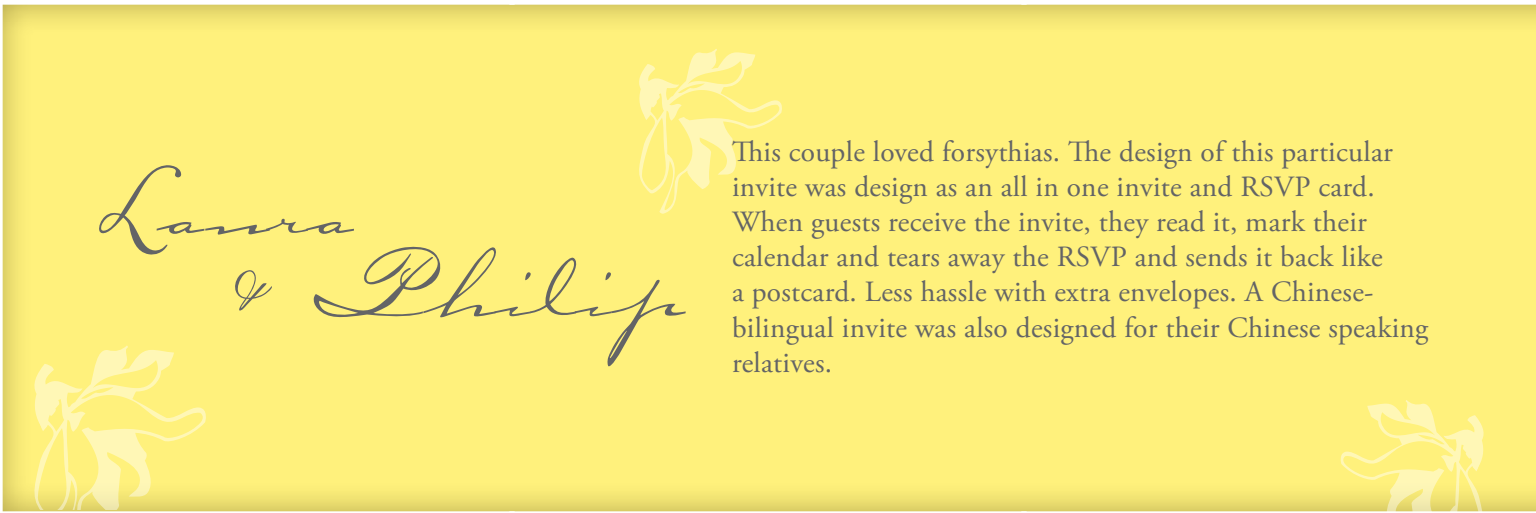 Laura
& Philip
This couple loved forsythias. The design of this particular
invite was design as an all in one invite and RSVP card.
When guests receive the invite, they read it, mark their
calendar and tears away the RSVP and sends it back like
a postcard. Less hassle with extra envelopes. A Chinese-
bilingual invite was also designed for their Chinese speaking
relatives.